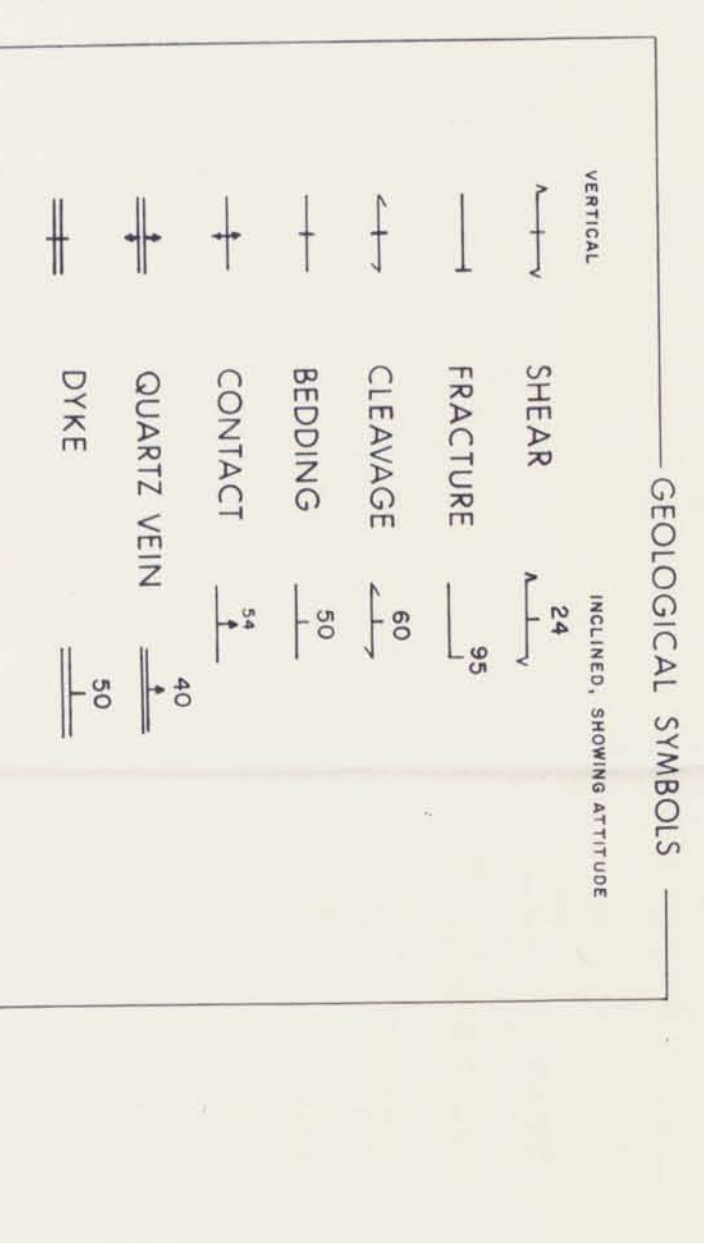 GEOLOGICAL SYMBOLS
VERTICAL INCLINED, SHOWING ATTITUDE
SHEAR 24
FRACTURE 95
CLEAVAGE 60
BEDDING 50
CONTACT 54
QUARTZ VEIN 40
DYKE 50